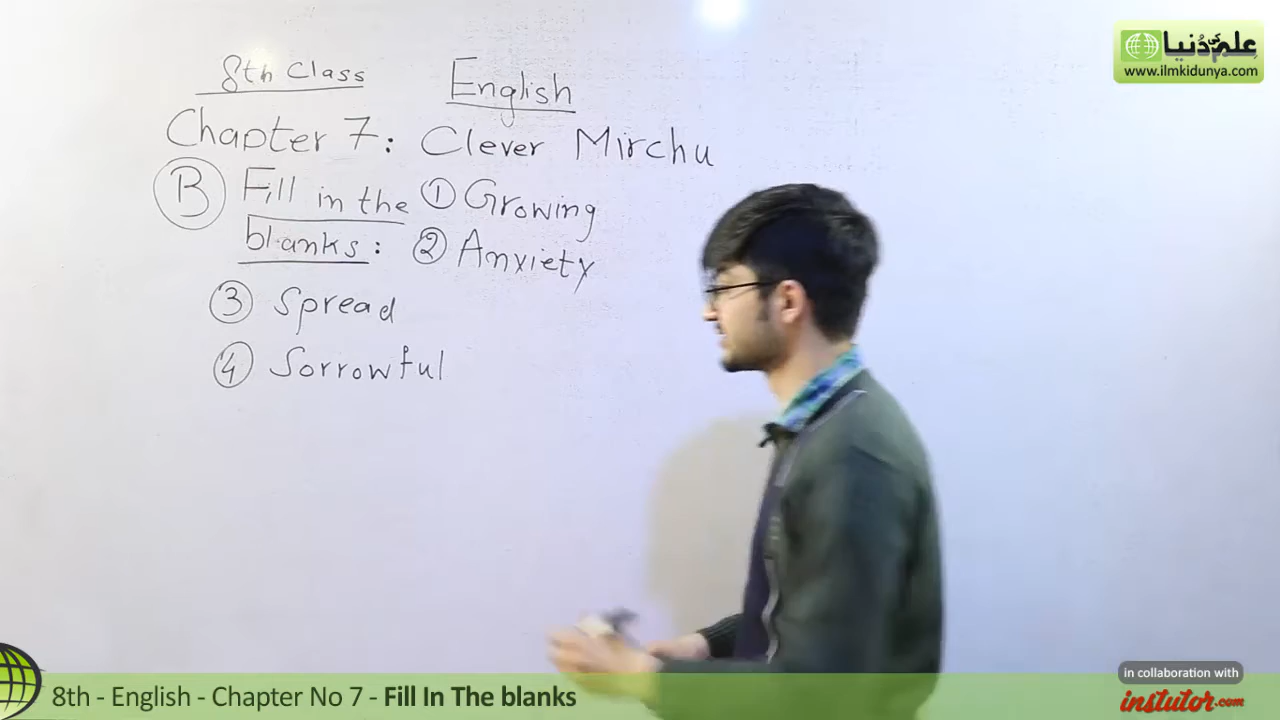 علم کی دُنیا
www.ilmkidunya.com
8th Class English
Chapter 7: Clever Mirchu
B Fill in the ① Growing
blanks: ② Anxiety
③ Spread
④ Sorrowful
in collaboration with
8th - English - Chapter No 7 - Fill In The blanks
instutor.com